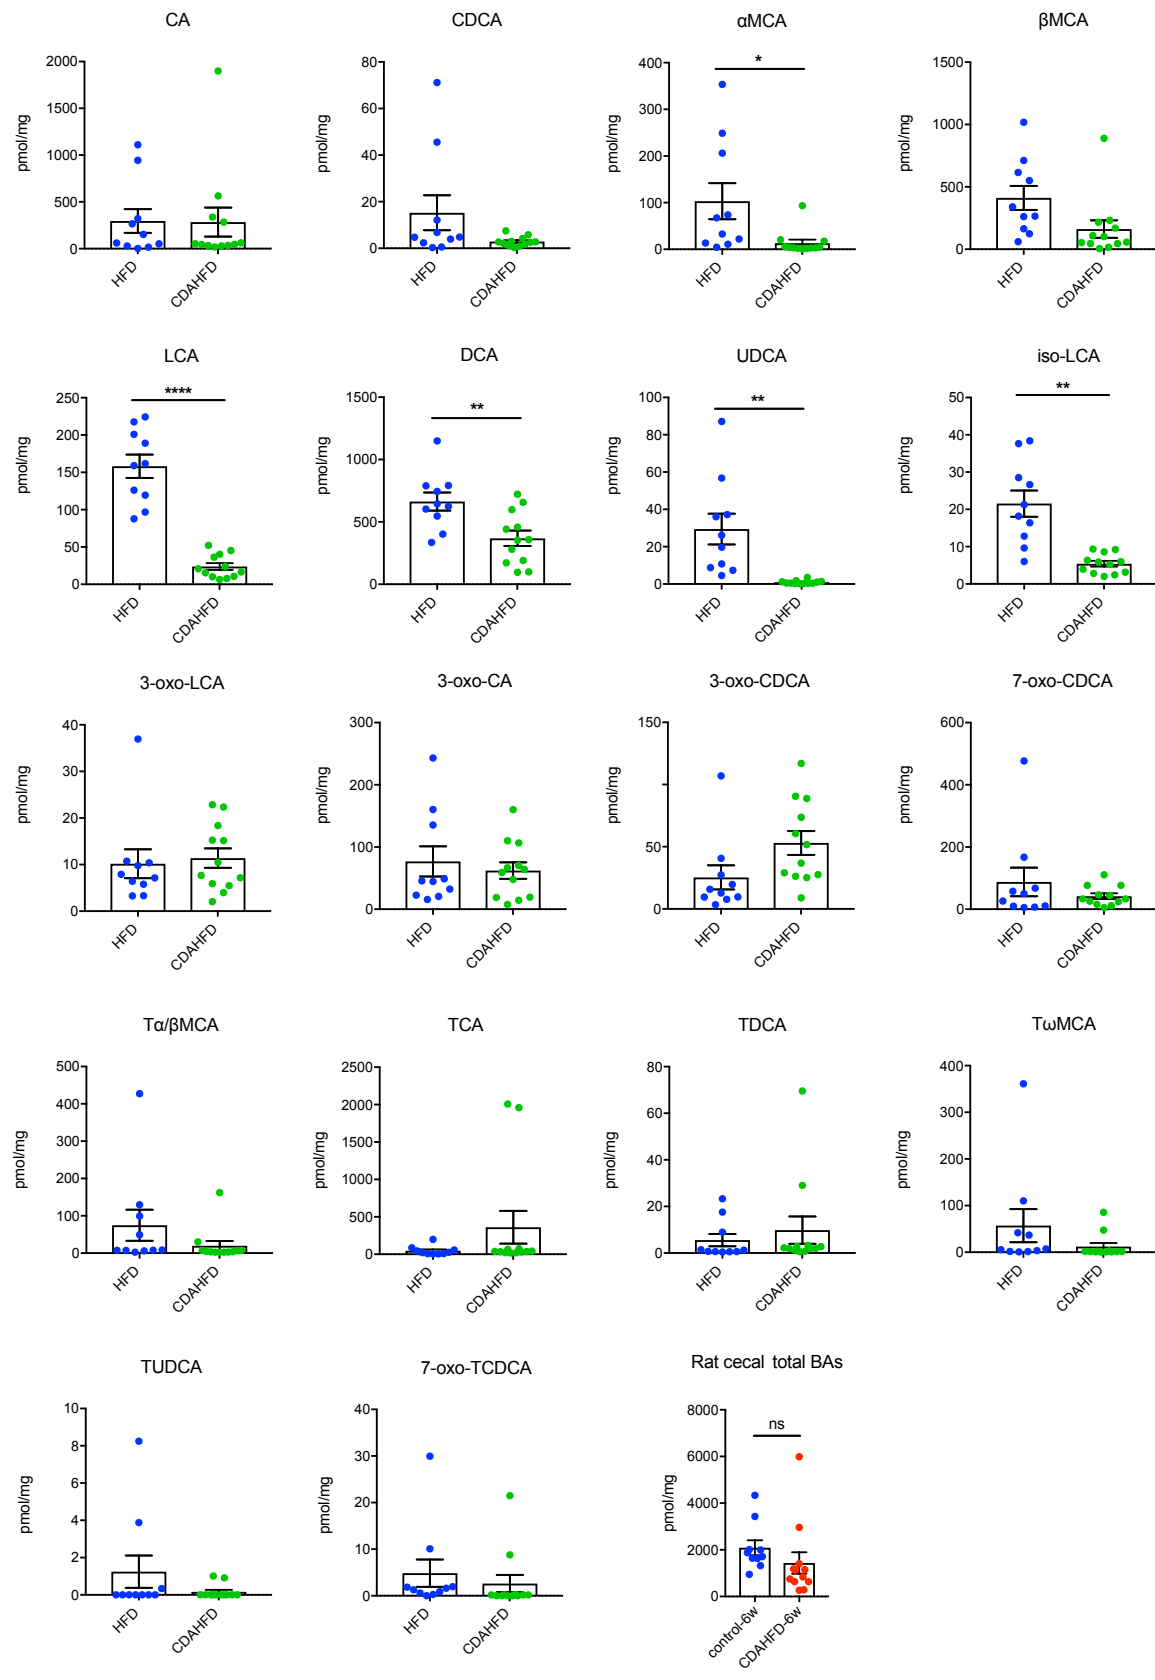 CA
CDCA
αMCA
βMCA
pmol/mg
2000
1500
1000
500
0
HFD
CDAHFD
pmol/mg
80
60
40
20
0
HFD
CDAHFD
pmol/mg
400
300
200
100
0
*
HFD
CDAHFD
pmol/mg
1500
1000
500
0
HFD
CDAHFD
LCA
DCA
UDCA
iso-LCA
pmol/mg
250
200
150
100
50
0
****
HFD
CDAHFD
pmol/mg
1500
1000
500
0
**
HFD
CDAHFD
pmol/mg
100
80
60
40
20
0
**
HFD
CDAHFD
pmol/mg
50
40
30
20
10
0
**
HFD
CDAHFD
3-oxo-LCA
3-oxo-CA
3-oxo-CDCA
7-oxo-CDCA
pmol/mg
40
30
20
10
0
HFD
CDAHFD
pmol/mg
300
200
100
0
HFD
CDAHFD
pmol/mg
150
50
0
HFD
CDAHFD
pmol/mg
600
400
200
0
HFD
CDAHFD
Tα/βMCA
TCA
TDCA
TωMCA
pmol/mg
500
400
300
200
100
0
HFD
CDAHFD
pmol/mg
2500
2000
1500
1000
500
0
HFD
CDAHFD
pmol/mg
80
60
40
20
0
HFD
CDAHFD
pmol/mg
400
300
200
100
0
HFD
CDAHFD
TUDCA
7-oxo-TCDCA
Rat cecal total BAs
pmol/mg
10
8
6
4
2
0
HFD
CDAHFD
pmol/mg
40
30
20
10
0
HFD
CDAHFD
pmol/mg
8000
6000
4000
2000
0
ns
control-6w
CDAHFD-6w